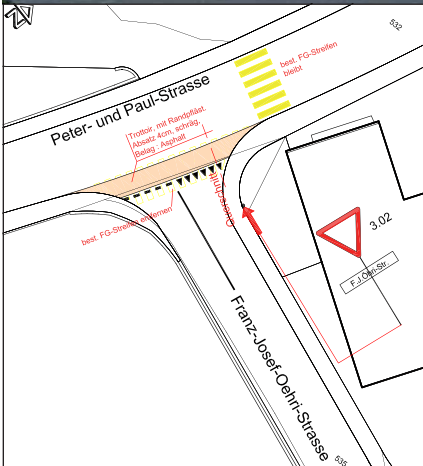 532
best. FG-Streifen
bleibt
Peter- und Paul-Strasse
Trottoir, mit Randpfläst.
Absatz 4cm, schräg,
Belag : Asphalt
Querschnitt
best. FG-Streifen entfernen
3.02
F.J.Oehri-Str.
Franz-Josef-Oehri-Strasse
535